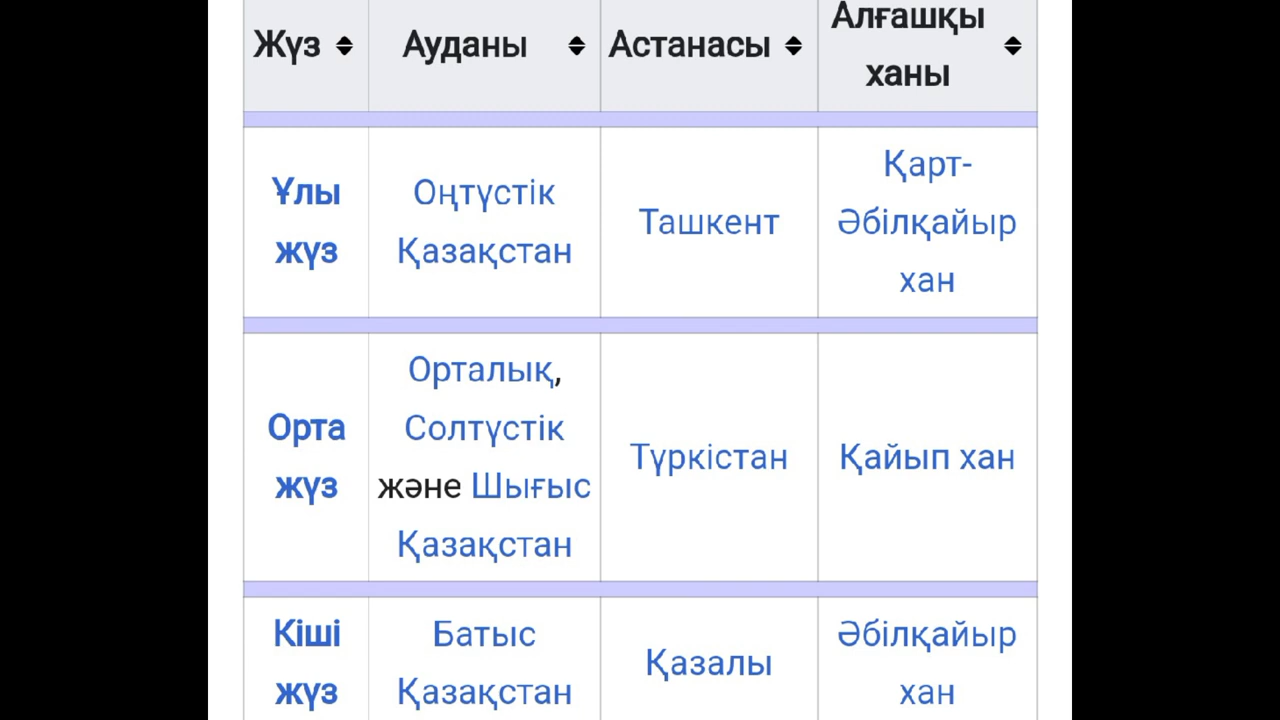 Жүз Ауданы Астанасы Алғашқы ханы
Ұлы жүз
Оңтүстік Қазақстан
Ташкент
Қарт-Әбілқайыр хан
Орта жүз
Орталық, Солтүстік және Шығыс Қазақстан
Түркістан
Қайып хан
Кіші жүз
Батыс Қазақстан
Қазалы
Әбілқайыр хан